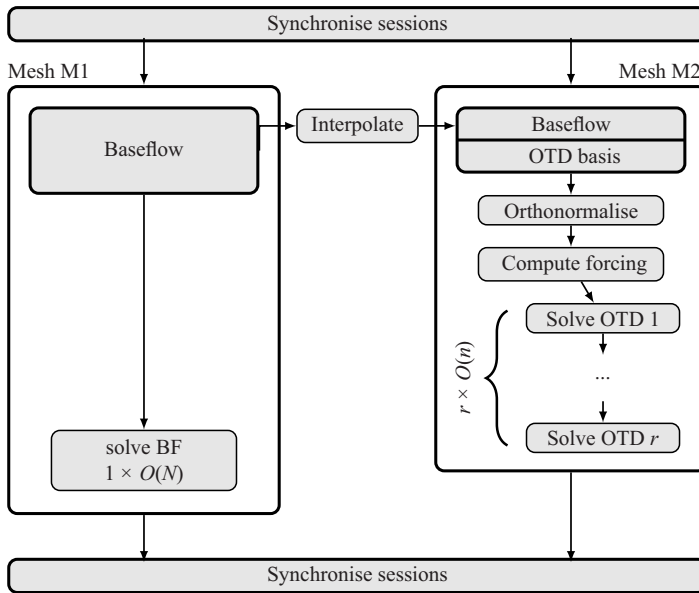 Synchronise sessions
Mesh M1
Mesh M2
Baseflow
Interpolate
Baseflow
OTD basis
Orthonormalise
Compute forcing
Solve OTD 1
r × O(n)
...
Solve OTD r
solve BF
1 × O(N)
Synchronise sessions